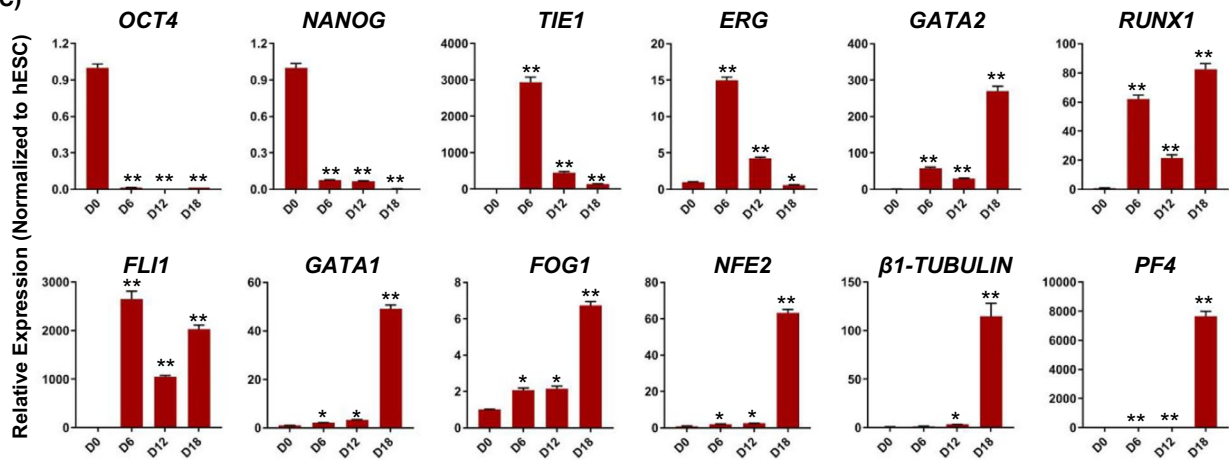 C)
Relative Expression (Normalized to hESC)
OCT4
1.2
0.9
0.6
0.3
0.0
** ** **
D0 D6 D12 D18
NANOG
1.2
0.9
0.6
0.3
0.0
** ** **
D0 D6 D12 D18
TIE1
4000
3000
2000
1000
0
** ** **
D0 D6 D12 D18
ERG
20
15
10
5
0
** ** *
D0 D6 D12 D18
GATA2
400
300
200
100
0
** ** **
D0 D6 D12 D18
RUNX1
100
80
60
40
20
0
** ** **
D0 D6 D12 D18
FLI1
3000
2000
1000
0
** ** **
D0 D6 D12 D18
GATA1
60
40
20
0
* * **
D0 D6 D12 D18
FOG1
8
6
4
2
0
* * **
D0 D6 D12 D18
NFE2
80
60
40
20
0
* * **
D0 D6 D12 D18
β1-TUBULIN
150
100
50
0
* **
D0 D6 D12 D18
PF4
10000
8000
6000
4000
2000
0
** ** **
D0 D6 D12 D18